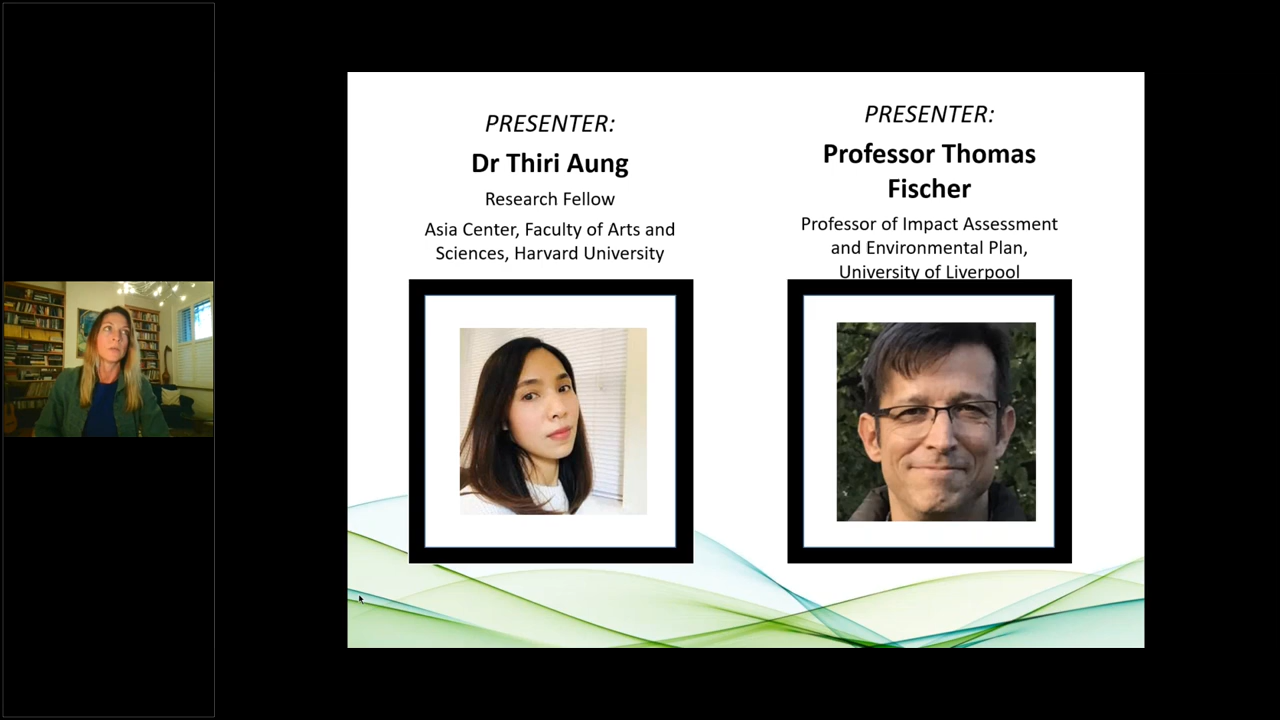 PRESENTER:
Dr Thiri Aung
Research Fellow
Asia Center, Faculty of Arts and
Sciences, Harvard University
PRESENTER:
Professor Thomas
Fischer
Professor of Impact Assessment
and Environmental Plan,
University of Liverpool